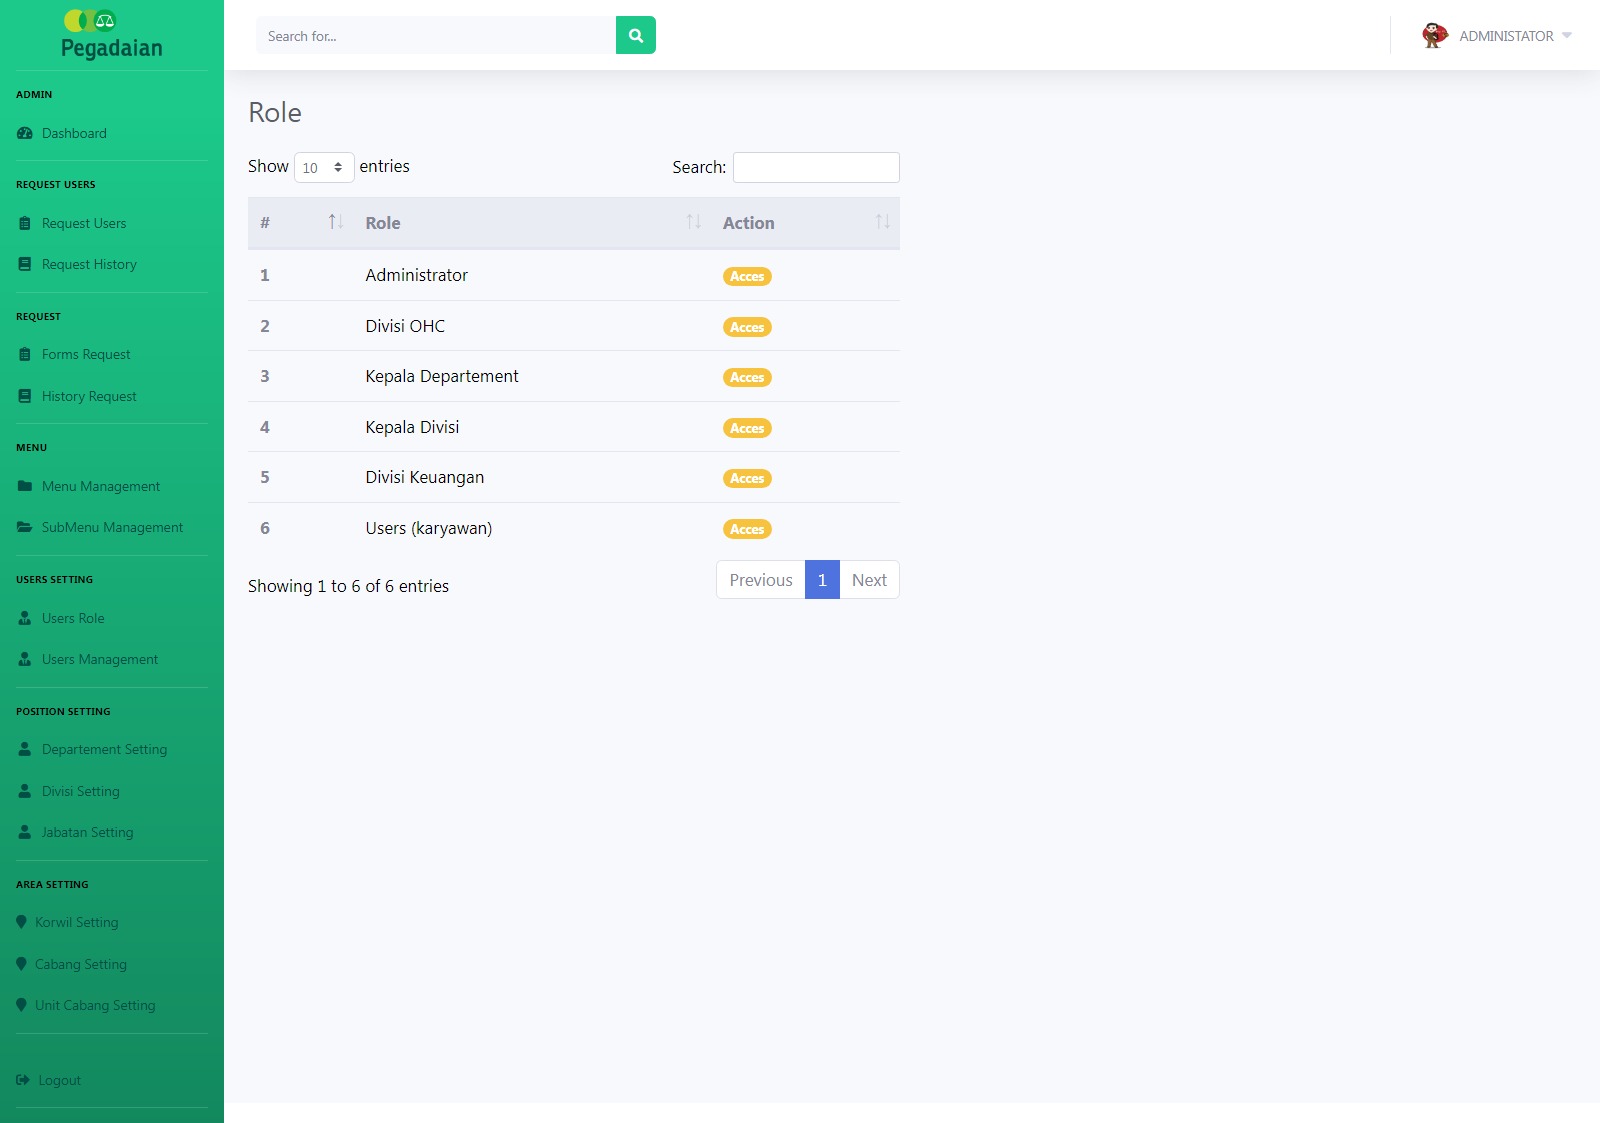 Pegadaian
ADMIN
Dashboard
REQUEST USERS
Request Users
Request History
REQUEST
Forms Request
History Request
MENU
Menu Management
SubMenu Management
USERS SETTING
Users Role
Users Management
POSITION SETTING
Departement Setting
Divisi Setting
Jabatan Setting
AREA SETTING
Korwil Setting
Cabang Setting
Unit Cabang Setting
Logout
Search for...
ADMINISTATOR
Role
Show 10 entries
Search:
# Role Action
1 Administrator Acces
2 Divisi OHC Acces
3 Kepala Departement Acces
4 Kepala Divisi Acces
5 Divisi Keuangan Acces
6 Users (karyawan) Acces
Showing 1 to 6 of 6 entries
Previous 1 Next